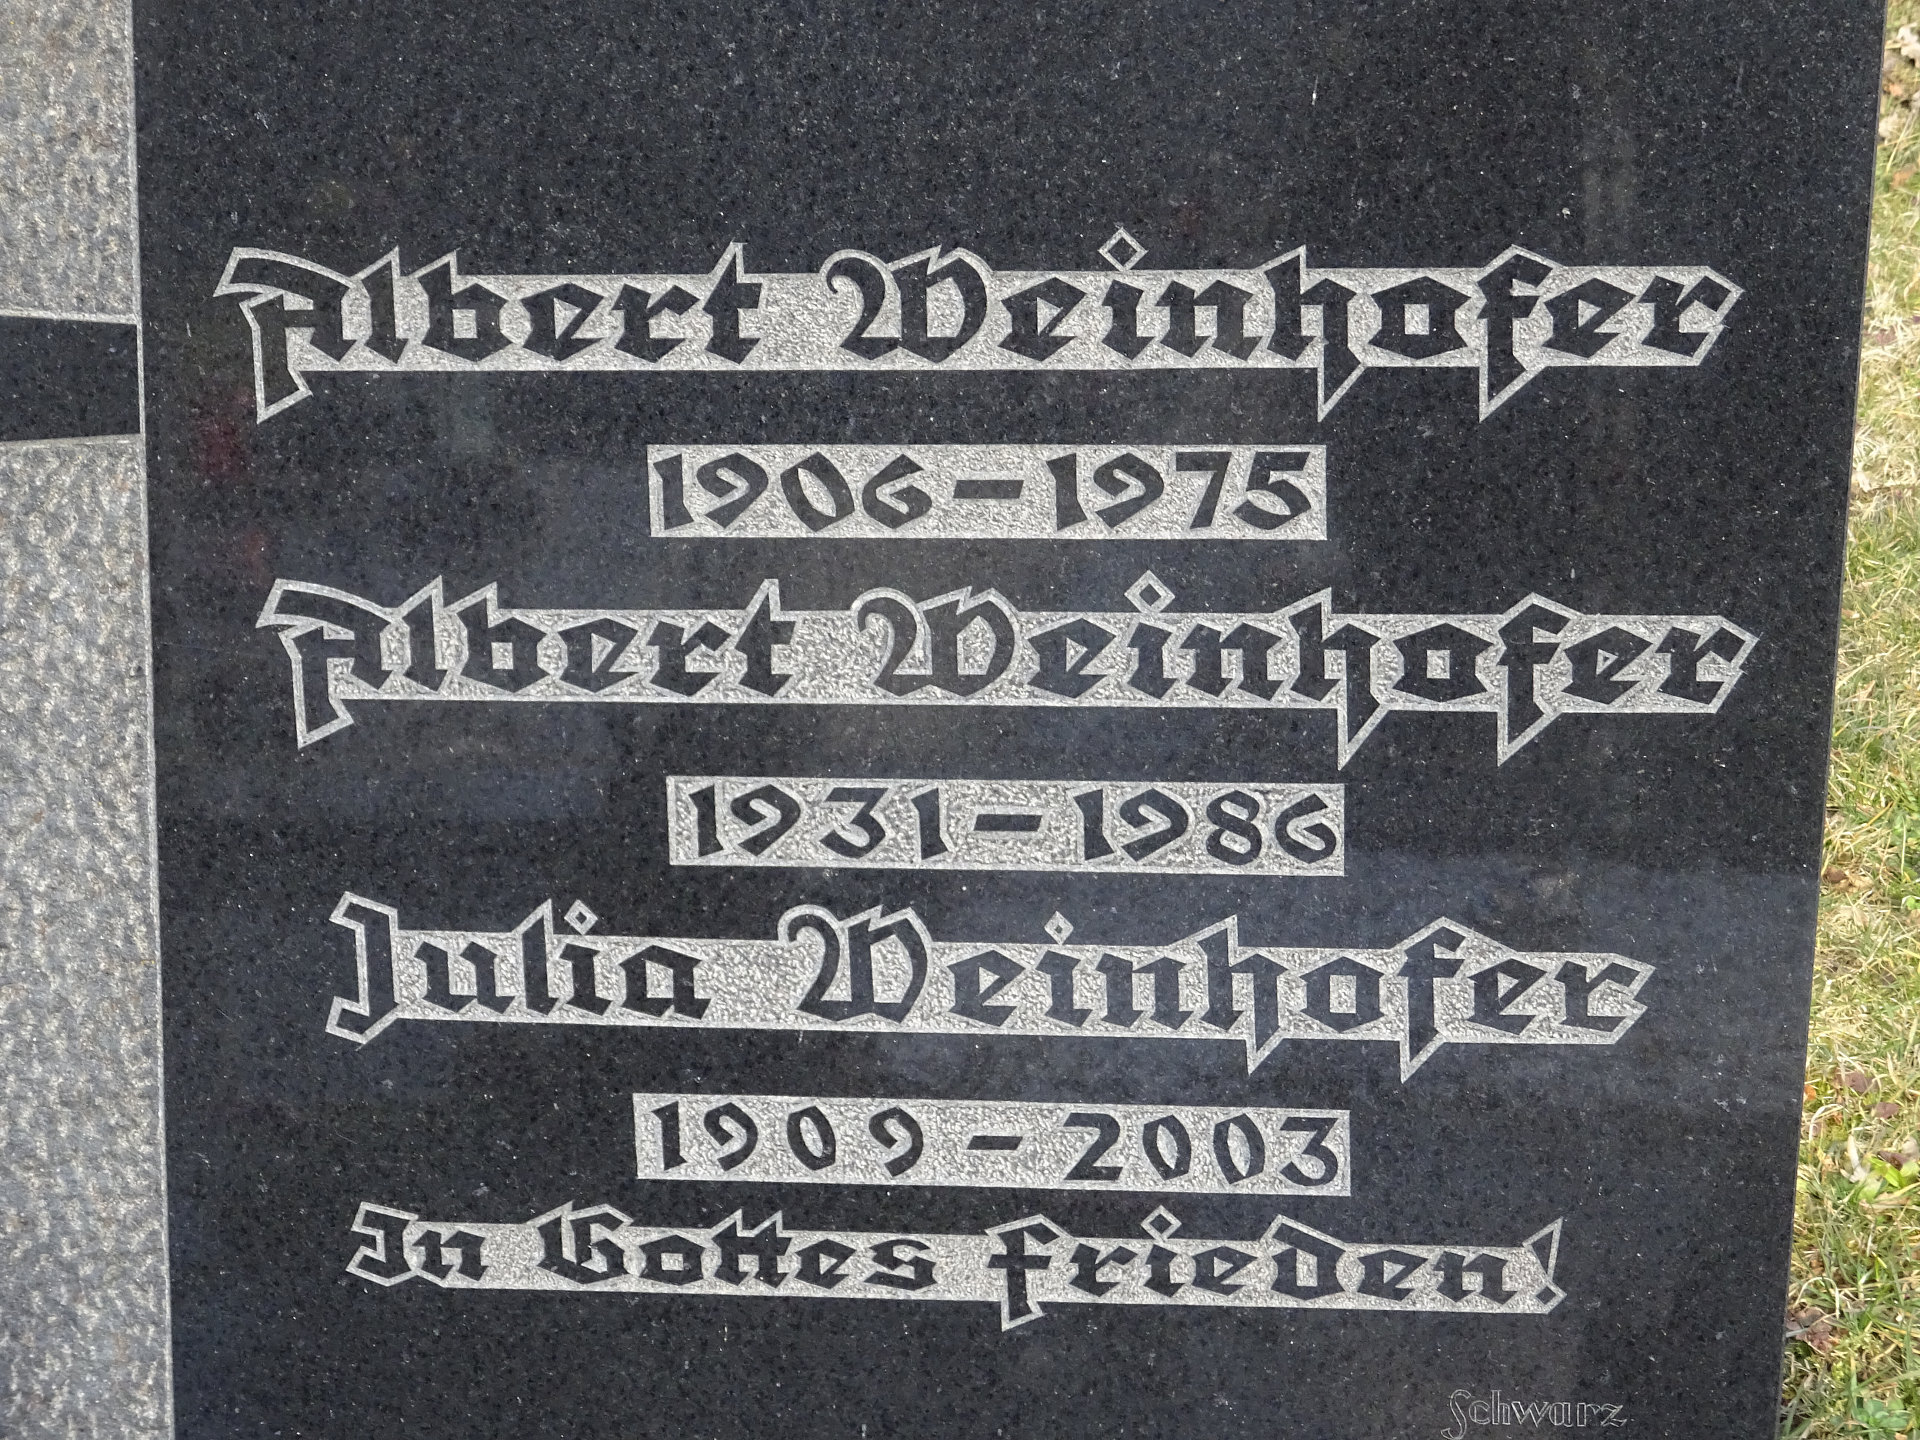 Albert Weinhofer
1906 – 1975
Albert Weinhofer
1931 – 1986
Julia Weinhofer
1909 – 2003
In Gottes frieden!
Schwarz